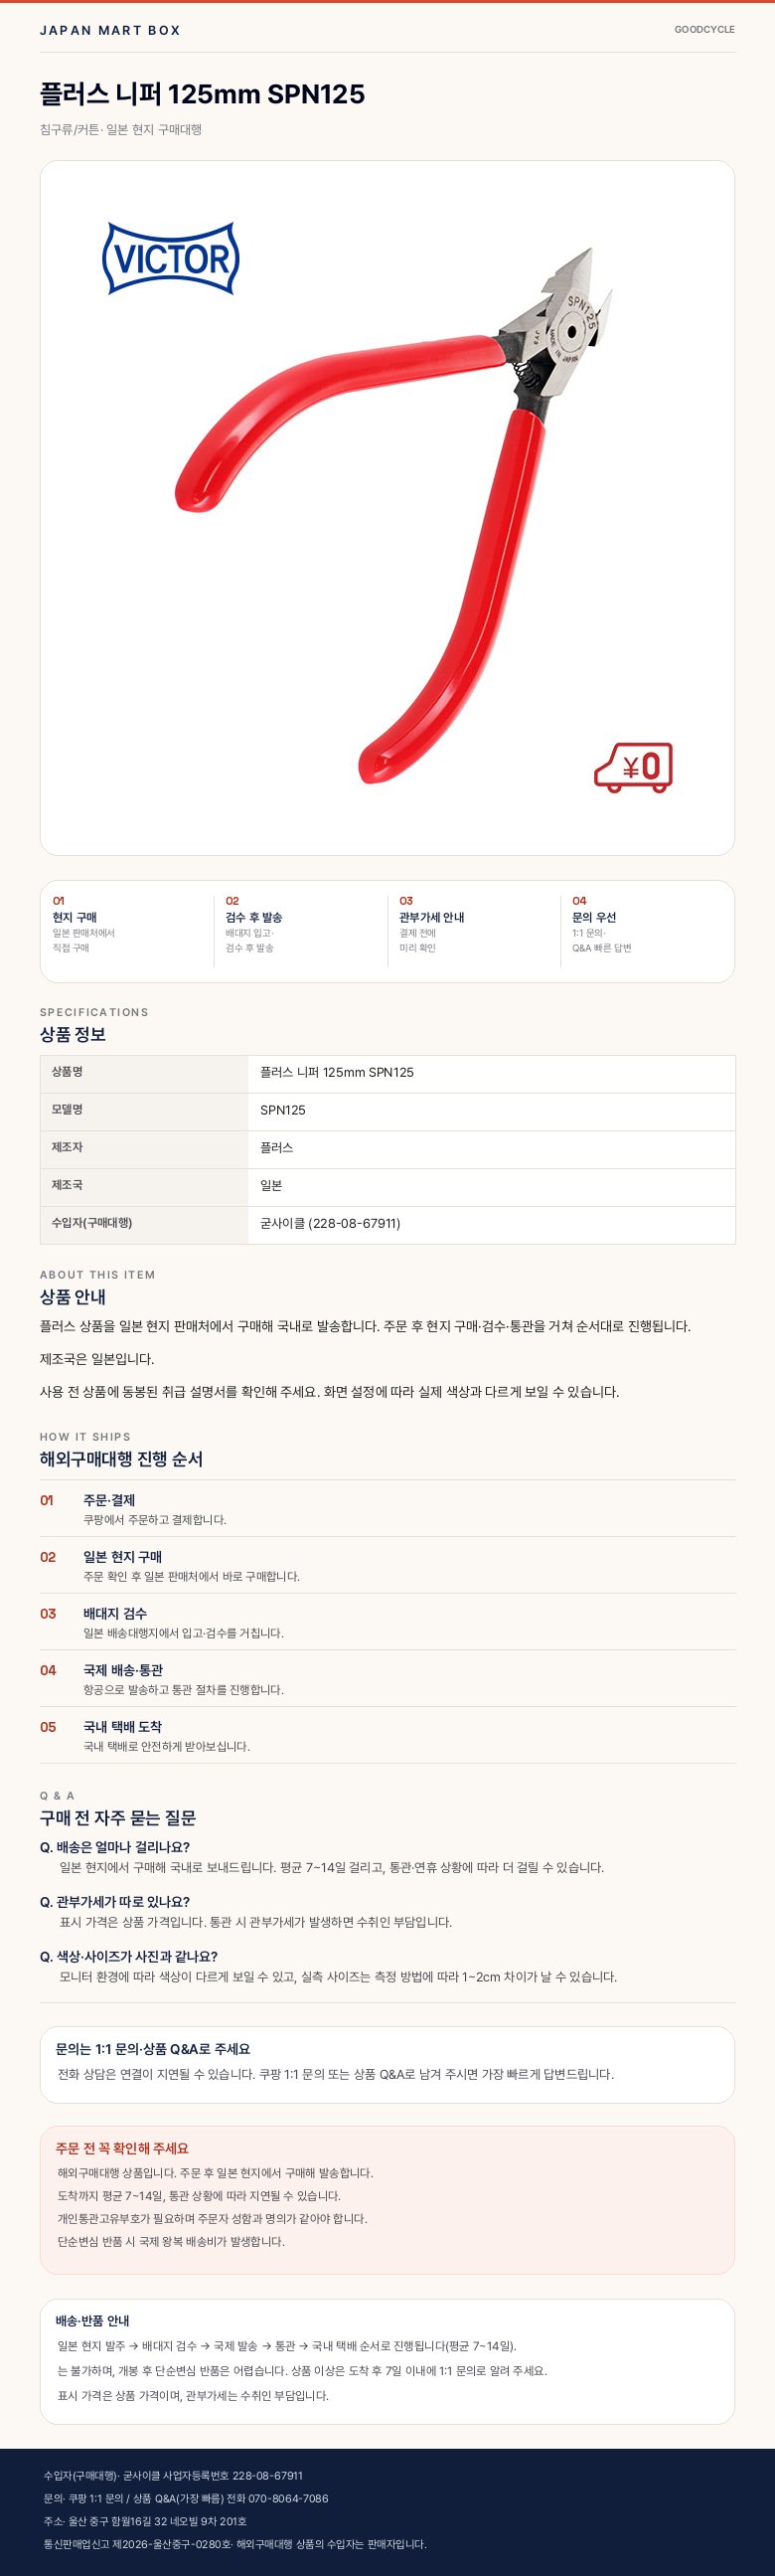 JAPAN MART BOX
GOODCYCLE
플러스 니퍼 125mm SPN125
침구류/커튼· 일본 현지 구매대행
VICTOR
SPN125
MADE IN JAPAN
¥0
01
현지 구매
일본 판매처에서
직접 구매
02
검수 후 발송
배대지 입고·
검수 후 발송
03
관부가세 안내
결제 전에
미리 확인
04
문의 우선
1:1 문의·
Q&A 빠른 답변
SPECIFICATIONS
상품 정보
상품명 플러스 니퍼 125mm SPN125
모델명 SPN125
제조자 플러스
제조국 일본
수입자(구매대행) 굳사이클 (228-08-67911)
ABOUT THIS ITEM
상품 안내
플러스 상품을 일본 현지 판매처에서 구매해 국내로 발송합니다. 주문 후 현지 구매·검수·통관을 거쳐 순서대로 진행됩니다.
제조국은 일본입니다.
사용 전 상품에 동봉된 취급 설명서를 확인해 주세요. 화면 설정에 따라 실제 색상과 다르게 보일 수 있습니다.
HOW IT SHIPS
해외구매대행 진행 순서
01 주문·결제
쿠팡에서 주문하고 결제합니다.
02 일본 현지 구매
주문 확인 후 일본 판매처에서 바로 구매합니다.
03 배대지 검수
일본 배송대행지에서 입고·검수를 거칩니다.
04 국제 배송·통관
항공으로 발송하고 통관 절차를 진행합니다.
05 국내 택배 도착
국내 택배로 안전하게 받아보십니다.
Q & A
구매 전 자주 묻는 질문
Q. 배송은 얼마나 걸리나요?
일본 현지에서 구매해 국내로 보내드립니다. 평균 7~14일 걸리고, 통관·연휴 상황에 따라 더 걸릴 수 있습니다.
Q. 관부가세가 따로 있나요?
표시 가격은 상품 가격입니다. 통관 시 관부가세가 발생하면 수취인 부담입니다.
Q. 색상·사이즈가 사진과 같나요?
모니터 환경에 따라 색상이 다르게 보일 수 있고, 실측 사이즈는 측정 방법에 따라 1~2cm 차이가 날 수 있습니다.
문의는 1:1 문의·상품 Q&A로 주세요
전화 상담은 연결이 지연될 수 있습니다. 쿠팡 1:1 문의 또는 상품 Q&A로 남겨 주시면 가장 빠르게 답변드립니다.
주문 전 꼭 확인해 주세요
해외구매대행 상품입니다. 주문 후 일본 현지에서 구매해 발송합니다.
도착까지 평균 7~14일, 통관 상황에 따라 지연될 수 있습니다.
개인통관고유부호가 필요하며 주문자 성함과 명의가 같아야 합니다.
단순변심 반품 시 국제 왕복 배송비가 발생합니다.
배송·반품 안내
일본 현지 발주 → 배대지 검수 → 국제 발송 → 통관 → 국내 택배 순서로 진행됩니다(평균 7~14일).
는 불가하며, 개봉 후 단순변심 반품은 어렵습니다. 상품 이상은 도착 후 7일 이내에 1:1 문의로 알려 주세요.
표시 가격은 상품 가격이며, 관부가세는 수취인 부담입니다.
수입자(구매대행)· 굳사이클 사업자등록번호 228-08-67911
문의· 쿠팡 1:1 문의 / 상품 Q&A(가장 빠름) 전화 070-8064-7086
주소· 울산 중구 함월16길 32 네오빌 9차 201호
통신판매업신고 제2026-울산중구-0280호· 해외구매대행 상품의 수입자는 판매자입니다.